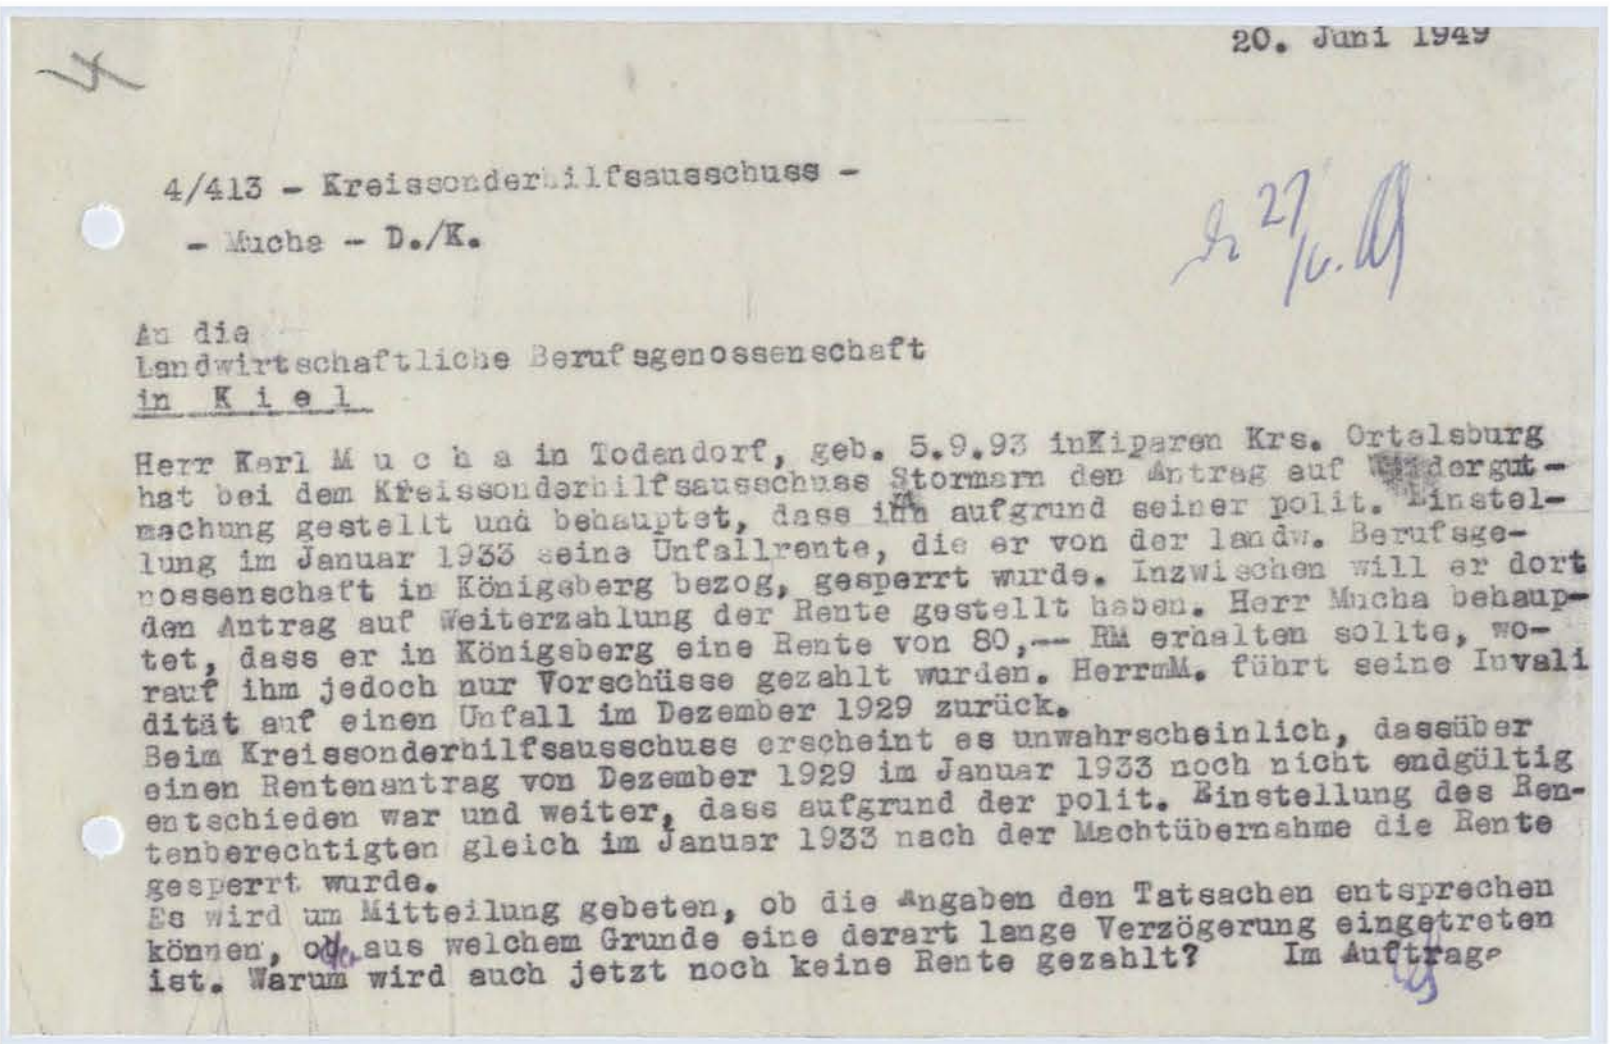 20. Juni 1949
4
4/413 - Kreissonderhilfsausschuss -
- Mucha - D./K.
27
An die
Landwirtschaftliche Berufsgenossenschaft
in K i e l
Herr Karl M u c h a in Todendorf, geb. 5.9.93 inKiparen Krs. Ortelsburg
hat bei dem Kreissonderhilfsausschuss Stormarn den Antrag auf Wiedergut-
machung gestellt und behauptet, dass ihm aufgrund seiner polit. Einstel-
lung im Januar 1933 seine Unfallrente, die er von der landw. Berufsge-
nossenschaft in Königsberg bezog, gesperrt wurde. Inzwischen will er dort
den Antrag auf Weiterzahlung der Rente gestellt haben. Herr Mucha behaup-
tet, dass er in Königsberg eine Rente von 80,-- RM erhalten sollte, wo-
rauf ihm jedoch nur Vorschüsse gezahlt wurden. HerrmM. führt seine Invali
dität auf einen Unfall im Dezember 1929 zurück.
Beim Kreissonderhilfsausschuss erscheint es unwahrscheinlich, dassüber
einen Rentenantrag von Dezember 1929 im Januar 1933 noch nicht endgültig
entschieden war und weiter, dass aufgrund der polit. Einstellung des Ren-
tenberechtigten gleich im Januar 1933 nach der Machtübernahme die Rente
gesperrt wurde.
Es wird um Mitteilung gebeten, ob die Angaben den Tatsachen entsprechen
können, oder aus welchem Grunde eine derart lange Verzögerung eingetreten
ist. Warum wird auch jetzt noch keine Rente gezahlt? Im Auftrage